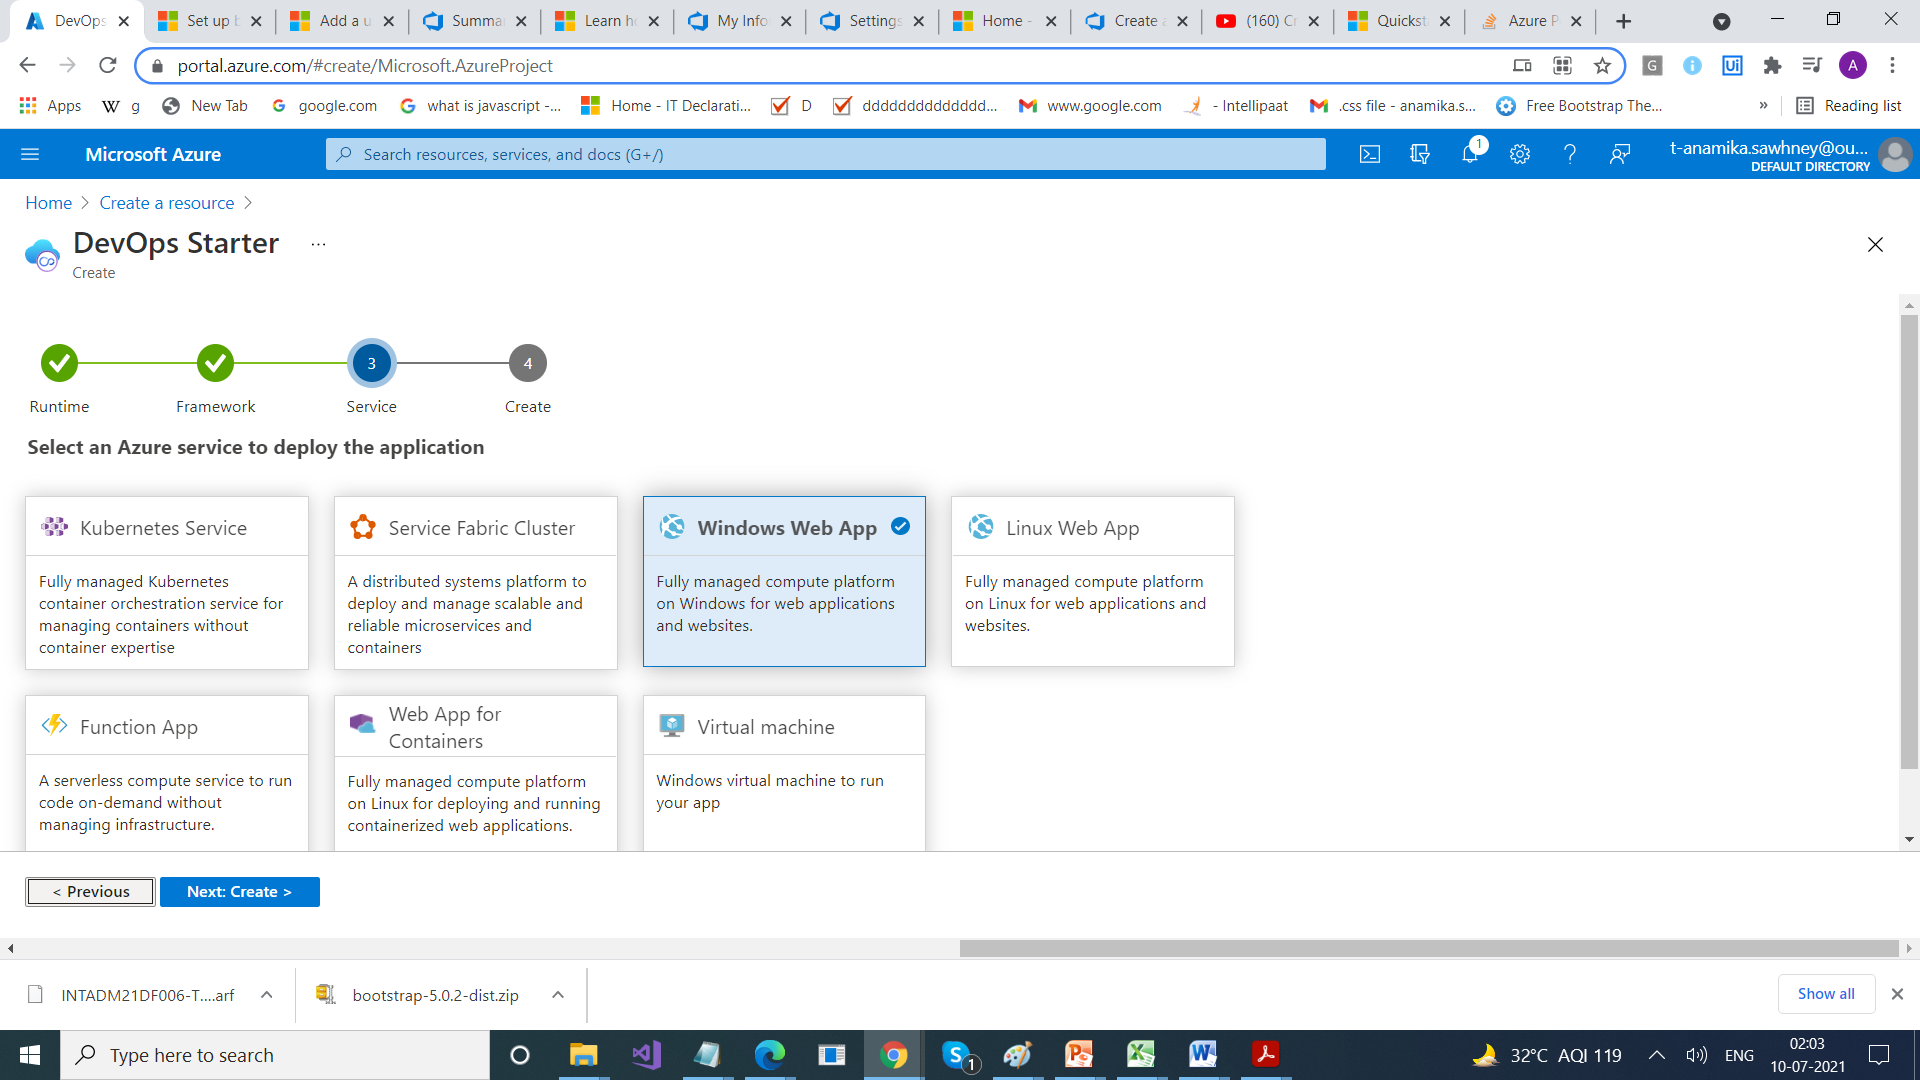 DevOps
Set up b
Add a u
Summa
Learn h
My Info
Settings
Home -
Create
(160) C
Quickst
Azure P
portal.azure.com/#create/Microsoft.AzureProject
G
Ui
A
Apps
W g
New Tab
google.com
what is javascript -...
Home - IT Declarati...
D
dddddddddddddd...
www.google.com
- Intellipaat
.css file - anamika.s...
Free Bootstrap The...
»
Reading list
Microsoft Azure
Search resources, services, and docs (G+/)
1
t-anamika.sawhney@ou...
DEFAULT DIRECTORY
Home > Create a resource >
DevOps Starter ...
Create
3
4
Runtime
Framework
Service
Create
Select an Azure service to deploy the application
Kubernetes Service
Fully managed Kubernetes
container orchestration service for
managing containers without
container expertise
Service Fabric Cluster
A distributed systems platform to
deploy and manage scalable and
reliable microservices and
containers
Windows Web App
Fully managed compute platform
on Windows for web applications
and websites.
Linux Web App
Fully managed compute platform
on Linux for web applications and
websites.
Function App
A serverless compute service to run
code on-demand without
managing infrastructure.
Web App for
Containers
Fully managed compute platform
on Linux for deploying and running
containerized web applications.
Virtual machine
Windows virtual machine to run
your app
< Previous
Next: Create >
INTADM21DF006-T....arf
bootstrap-5.0.2-dist.zip
Show all
Type here to search
1
32°C AQI 119
ENG
02:03
10-07-2021